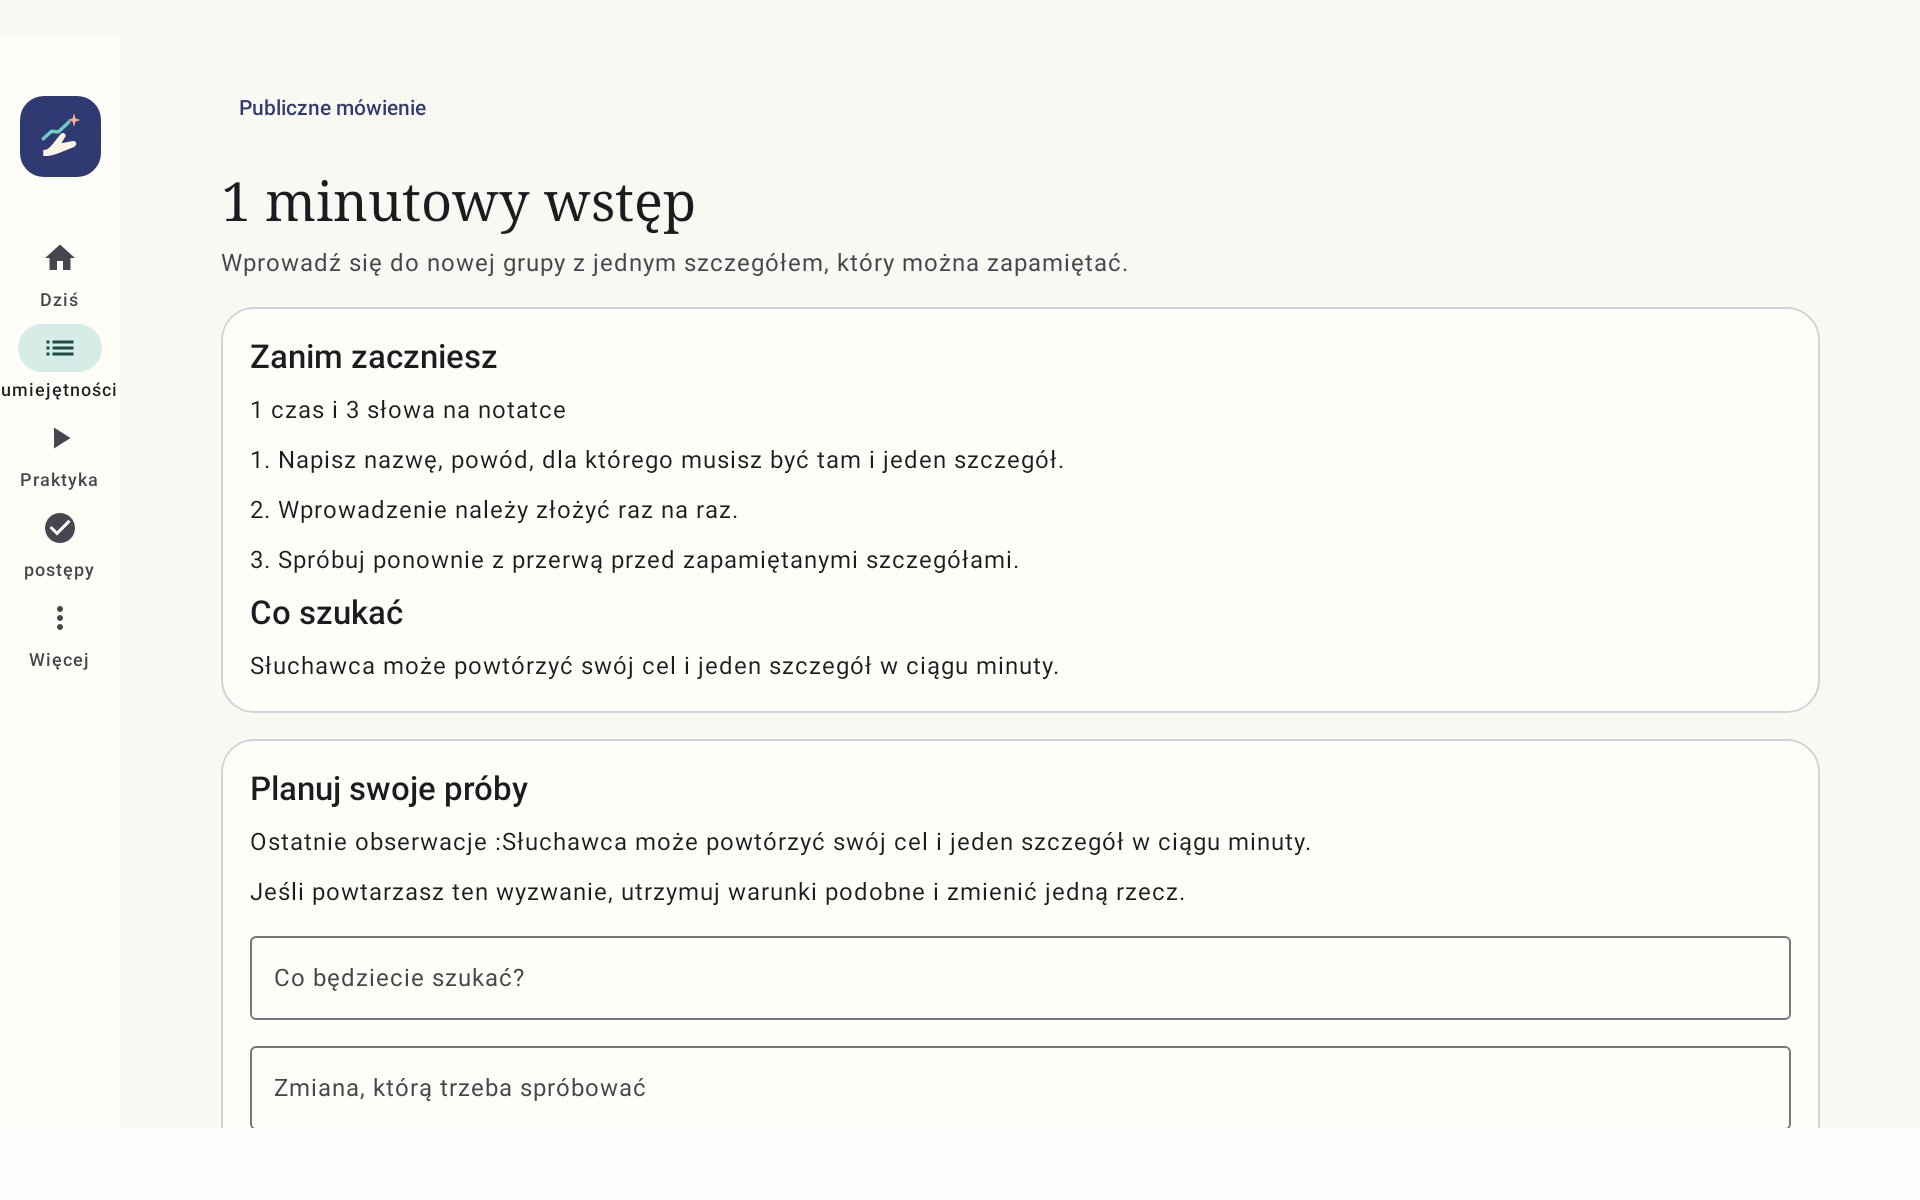 Publiczne mówienie
1 minutowy wstęp
Wprowadź się do nowej grupy z jednym szczegółem, który można zapamiętać.
Dziś
umiejętności
Praktyka
postępy
Więcej
Zanim zaczniesz
1 czas i 3 słowa na notatce
1. Napisz nazwę, powód, dla którego musisz być tam i jeden szczegół.
2. Wprowadzenie należy złożyć raz na raz.
3. Spróbuj ponownie z przerwą przed zapamiętanymi szczegółami.
Co szukać
Słuchawca może powtórzyć swój cel i jeden szczegół w ciągu minuty.
Planuj swoje próby
Ostatnie obserwacje :Słuchawca może powtórzyć swój cel i jeden szczegół w ciągu minuty.
Jeśli powtarzasz ten wyzwanie, utrzymuj warunki podobne i zmienić jedną rzecz.
Co będziecie szukać?
Zmiana, którą trzeba spróbować